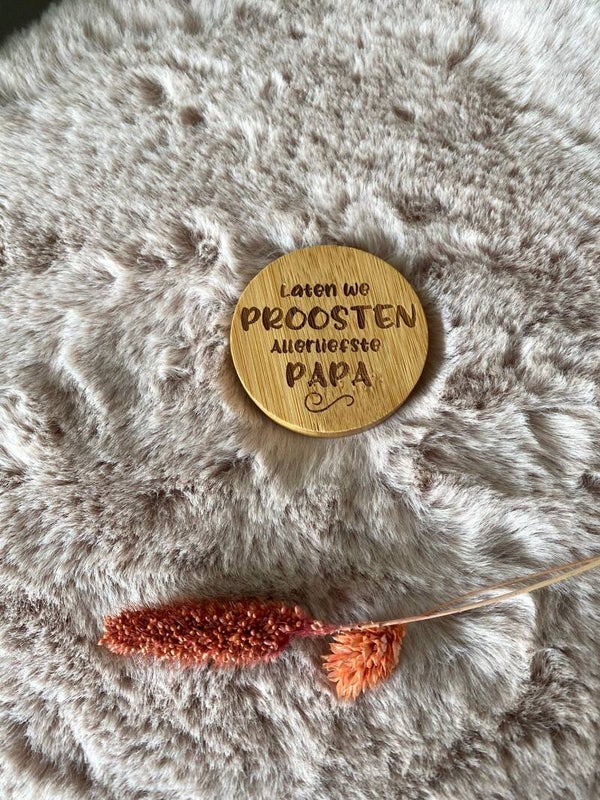 Laten we
PROOSTEN
Allerliefste
PAPA